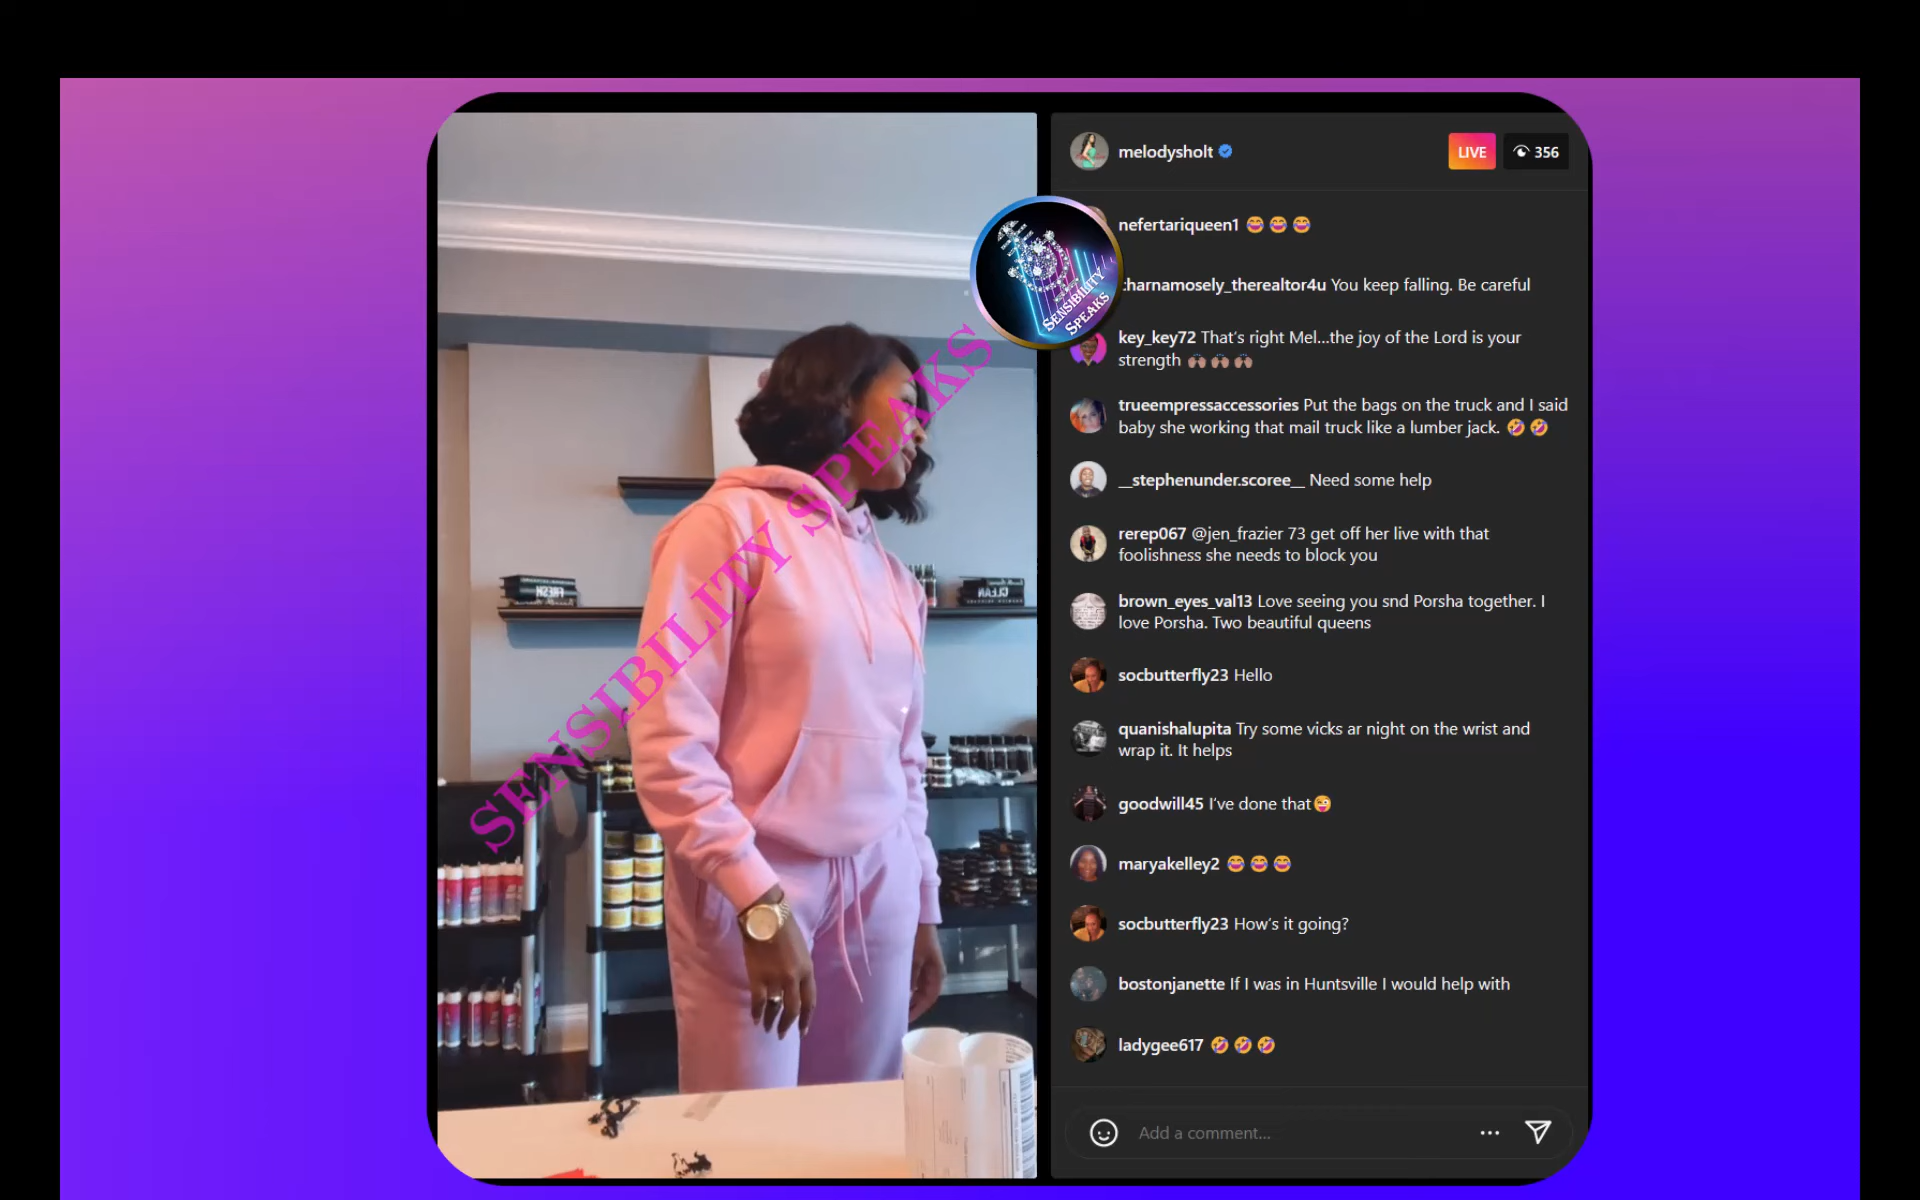 melodysholt
LIVE
356
nefertariqueen1 😂 😂 😂
:harnamosely_therealtor4u You keep falling. Be careful
key_key72 That's right Mel...the joy of the Lord is your
strength 🙌🏽 🙌🏽 🙌🏽
trueempressaccessories Put the bags on the truck and I said
baby she working that mail truck like a lumber jack. 🤣 🤣
__stephenunder.scoree__ Need some help
rerep067 @jen_frazier 73 get off her live with that
foolishness she needs to block you
brown_eyes_val13 Love seeing you snd Porsha together. I
love Porsha. Two beautiful queens
socbutterfly23 Hello
quanishalupita Try some vicks ar night on the wrist and
wrap it. It helps
goodwill45 I've done that😜
maryakelley2 😂 😂 😂
socbutterfly23 How's it going?
bostonjanette If I was in Huntsville I would help with
ladygee617 🤣 🤣 🤣
Add a comment...
SENSIBILITY
SPEAKS
SENSIBILITY SPEAKS
FRESH
CLEAN